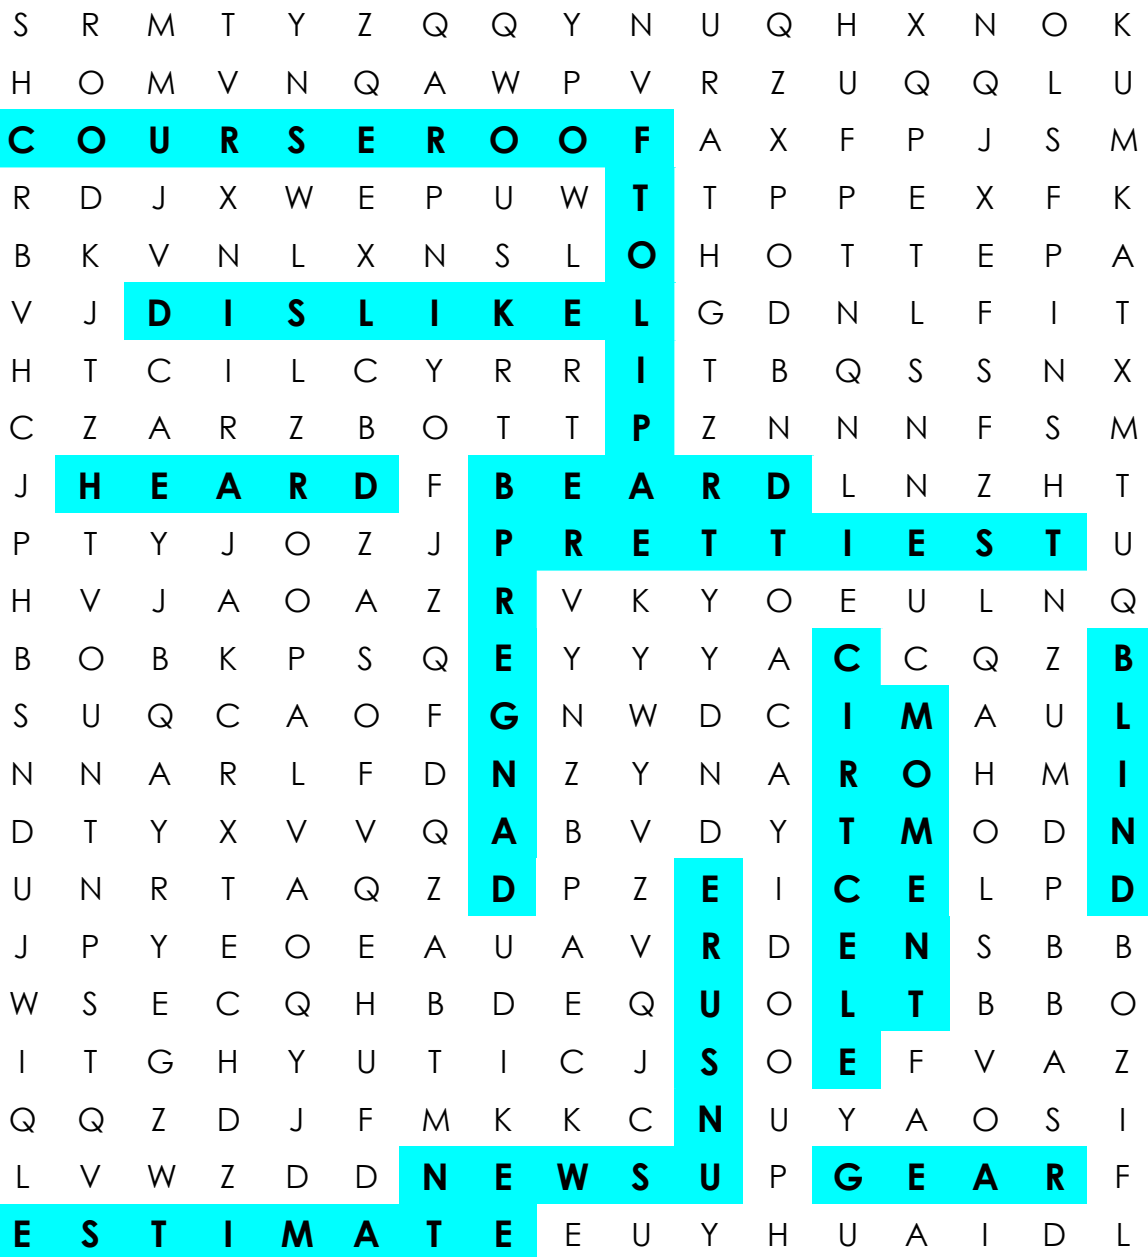 S R M T Y Z Q Q Y N U Q H X N O K
H O M V N Q A W P V R Z U Q Q L U
C O U R S E R O O F A X F P J S M
R D J X W E P U W T T P P E X F K
B K V N L X N S L O H O T T E P A
V J D I S L I K E L G D N L F I T
H T C I L C Y R R I T B Q S S N X
C Z A R Z B O T T P Z N N N F S M
J H E A R D F B E A R D L N Z H T
P T Y J O Z J P R E T T I E S T U
H V J A O A Z R V K Y O E U L N Q
B O B K P S Q E Y Y Y A C C Q Z B
S U Q C A O F G N W D C I M A U L
N N A R L F D N Z Y N A R O H M I
D T Y X V V Q A B V D Y T M O D N
U N R T A Q Z D P Z E I C E L P D
J P Y E O E A U A V R D E N S B B
W S E C Q H B D E Q U O L T B B O
I T G H Y U T I C J S O E F V A Z
Q Q Z D J F M K K C N U Y A O S I
L V W Z D D N E W S U P G E A R F
E S T I M A T E E U Y H U A I D L